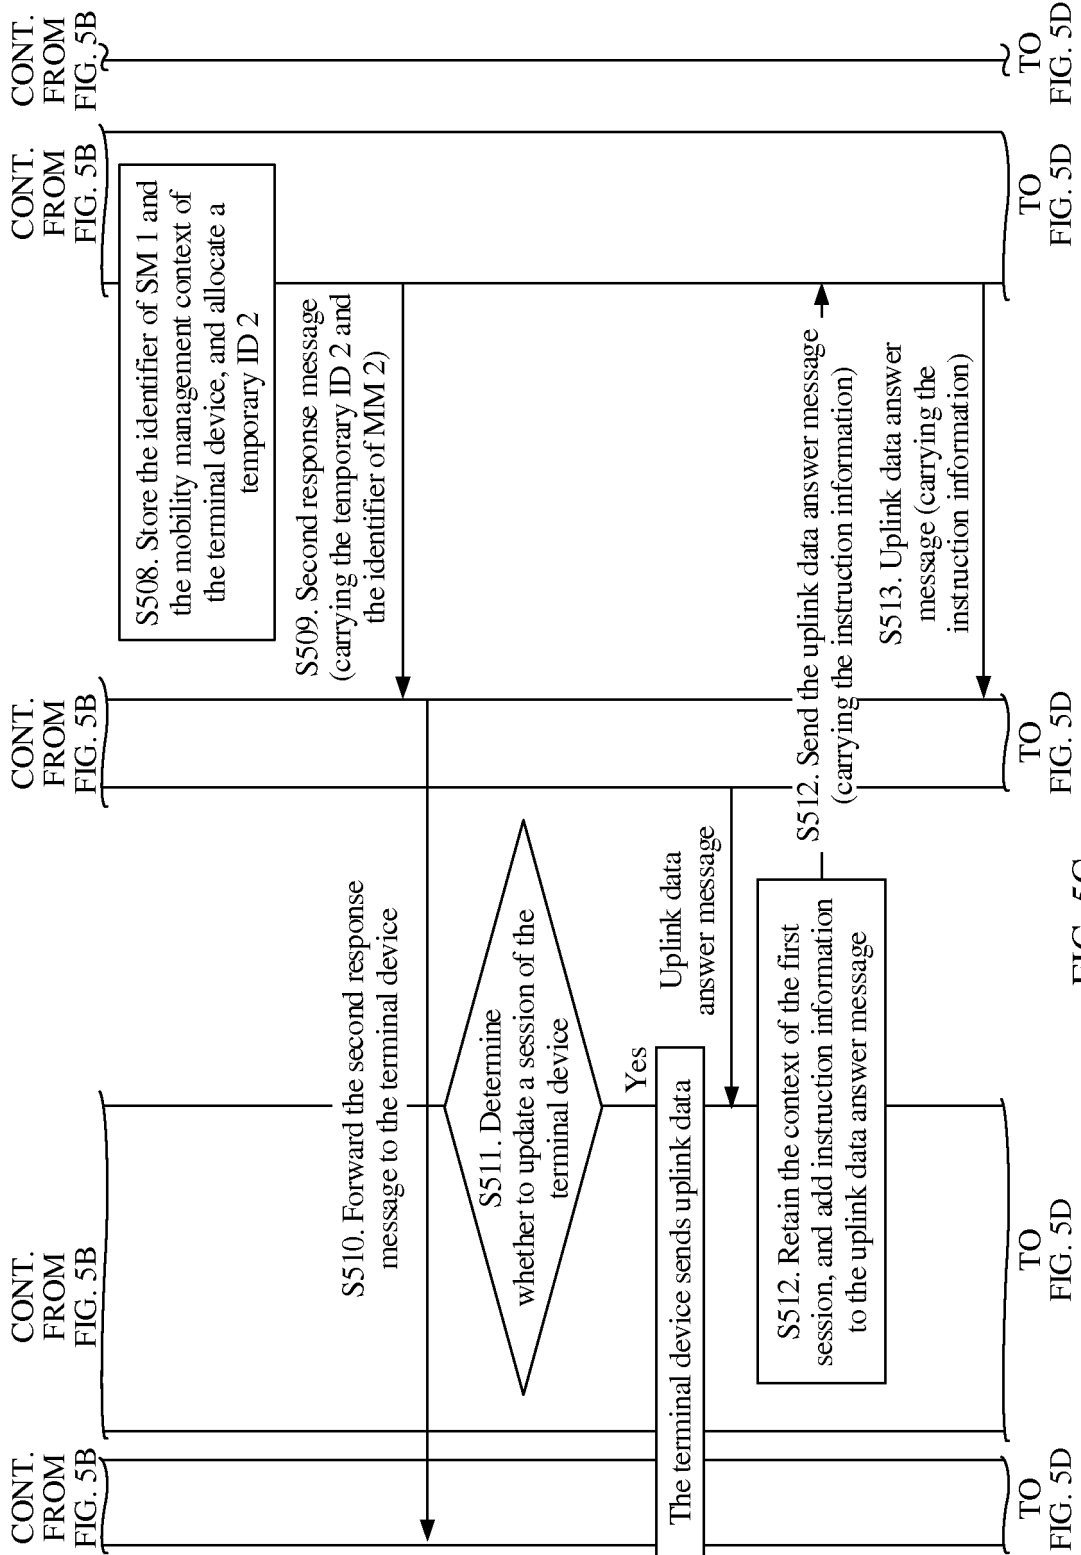 CONT.
FROM
FIG. 5B
CONT.
FROM
FIG. 5B
CONT.
FROM
FIG. 5B
CONT.
FROM
FIG. 5B
CONT.
FROM
FIG. 5B
S508. Store the identifier of SM 1 and
the mobility management context of
the terminal device, and allocate a
temporary ID 2
S509. Second response message
(carrying the temporary ID 2 and
the identifier of MM 2)
S510. Forward the second response
message to the terminal device
S511. Determine
whether to update a session of the
terminal device
Yes
The terminal device sends uplink data
Uplink data
answer message
S512. Retain the context of the first
session, and add instruction information
to the uplink data answer message
S512. Send the uplink data answer message
(carrying the instruction information)
S513. Uplink data answer
message (carrying the
instruction information)
TO
FIG. 5D
TO
FIG. 5D
TO
FIG. 5D
TO
FIG. 5D
TO
FIG. 5D
FIG. 5C